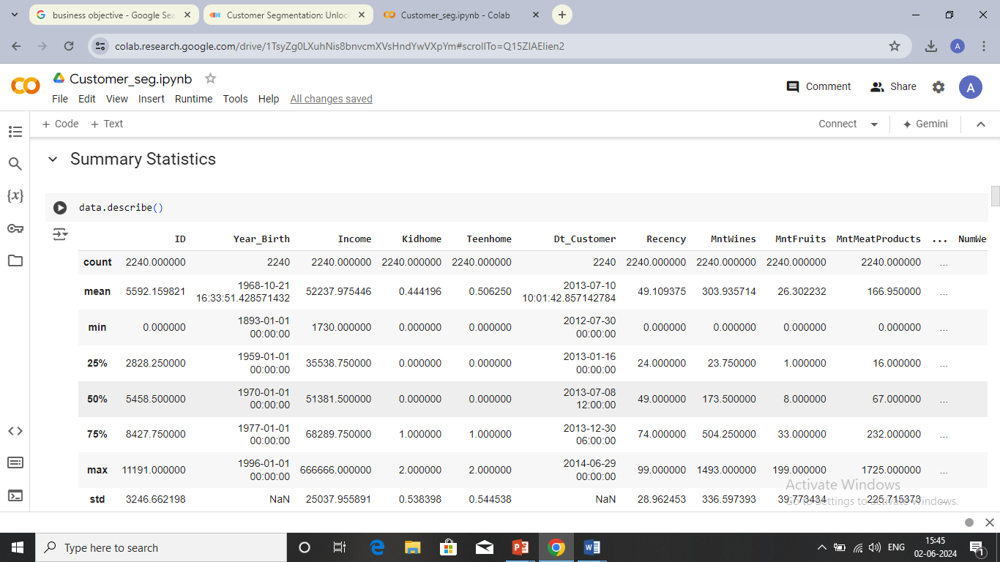 business objective - Google Sea
Customer Segmentation: Unloc
Customer_seg.ipynb - Colab
colab.research.google.com/drive/1TsyZg0LXuhNis8bnvcmXVsHndYwVXpYm#scrollTo=Q15ZIAElien2
A
Customer_seg.ipynb
File Edit View Insert Runtime Tools Help All changes saved
Comment Share A
+ Code + Text
Connect Gemini
Summary Statistics
data.describe()
ID Year_Birth Income Kidhome Teenhome Dt_Customer Recency MntWines MntFruits MntMeatProducts ... NumWe
count 2240.000000 2240 2240.000000 2240.000000 2240.000000 2240 2240.000000 2240.000000 2240.000000 2240.000000 ...
mean 5592.159821 1968-10-21 16:33:51.428571432 52237.975446 0.444196 0.506250 2013-07-10 10:01:42.857142784 49.109375 303.935714 26.302232 166.950000 ...
min 0.000000 1893-01-01 00:00:00 1730.000000 0.000000 0.000000 2012-07-30 00:00:00 0.000000 0.000000 0.000000 0.000000 ...
25% 2828.250000 1959-01-01 00:00:00 35538.750000 0.000000 0.000000 2013-01-16 00:00:00 24.000000 23.750000 1.000000 16.000000 ...
50% 5458.500000 1970-01-01 00:00:00 51381.500000 0.000000 0.000000 2013-07-08 12:00:00 49.000000 173.500000 8.000000 67.000000 ...
75% 8427.750000 1977-01-01 00:00:00 68289.750000 1.000000 1.000000 2013-12-30 06:00:00 74.000000 504.250000 33.000000 232.000000 ...
max 11191.000000 1996-01-01 00:00:00 666666.000000 2.000000 2.000000 2014-06-29 00:00:00 99.000000 1493.000000 199.000000 1725.000000 ...
std 3246.662198 NaN 25037.955891 0.538398 0.544538 NaN 28.962453 336.597393 39.773434 225.715373 ...
Activate Windows
Go to Settings to activate Windows.
Type here to search
ENG
15:45
02-06-2024
1